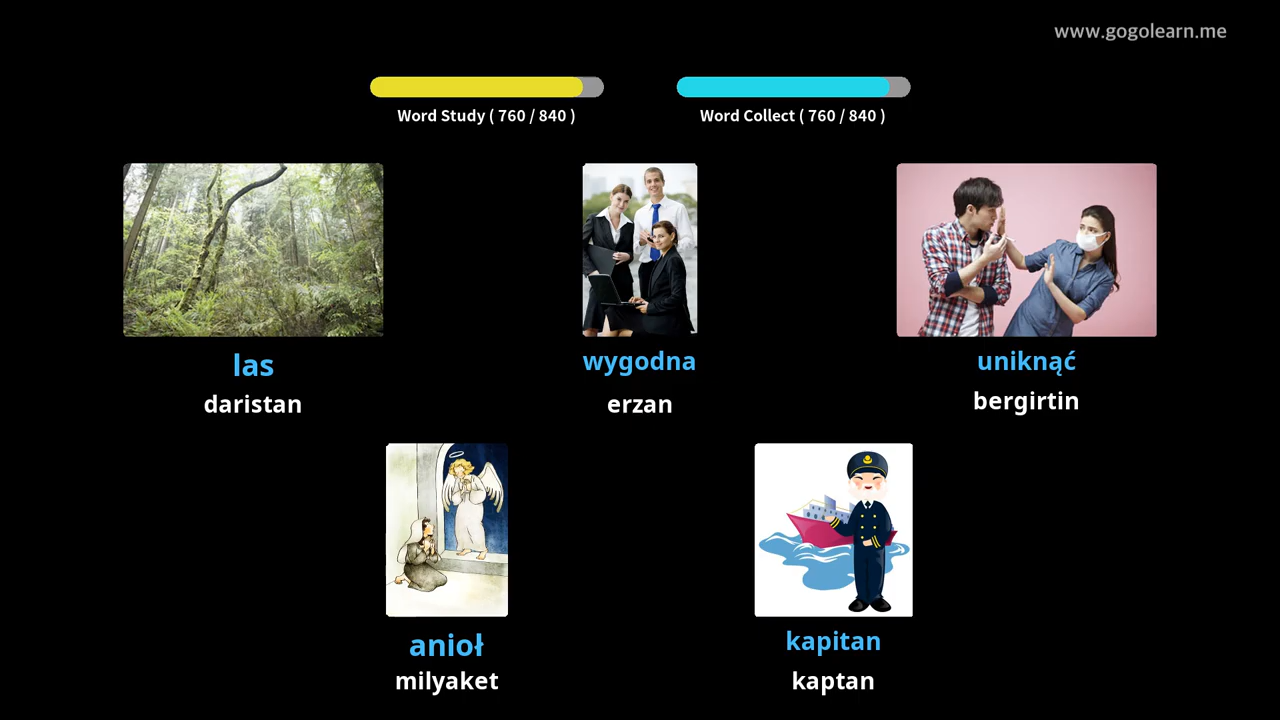 www.gogolearn.me
Word Study ( 760 / 840 )
Word Collect ( 760 / 840 )
las
daristan
wygodna
erzan
uniknąć
bergirtin
anioł
milyaket
kapitan
kaptan